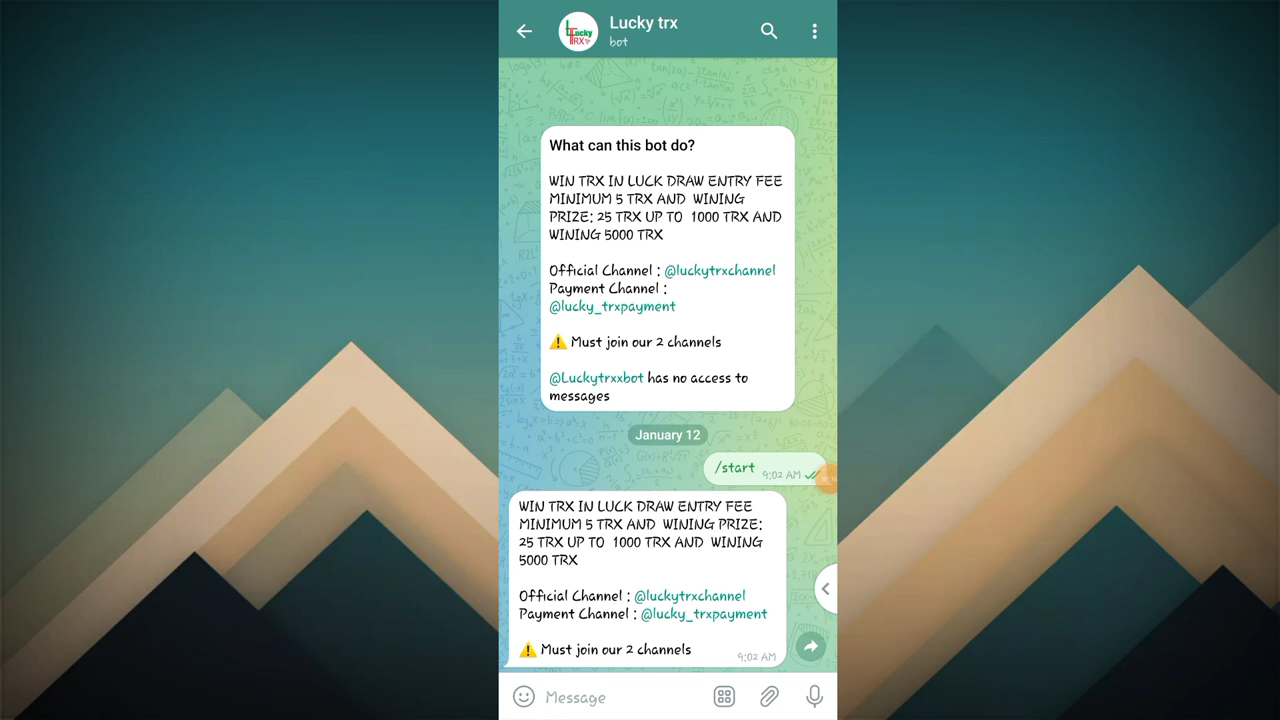 Lucky trx
bot
Lucky
TRX
What can this bot do?
WIN TRX IN LUCK DRAW ENTRY FEE
MINIMUM 5 TRX AND WINING
PRIZE: 25 TRX UP TO 1000 TRX AND
WINING 5000 TRX
Official Channel : @luckytrxchannel
Payment Channel :
@lucky_trxpayment
⚠️ Must join our 2 channels
@Luckytrxxbot has no access to
messages
January 12
/start 9:02 AM
WIN TRX IN LUCK DRAW ENTRY FEE
MINIMUM 5 TRX AND WINING PRIZE:
25 TRX UP TO 1000 TRX AND WINING
5000 TRX
Official Channel : @luckytrxchannel
Payment Channel : @lucky_trxpayment
⚠️ Must join our 2 channels
9:02 AM
Message